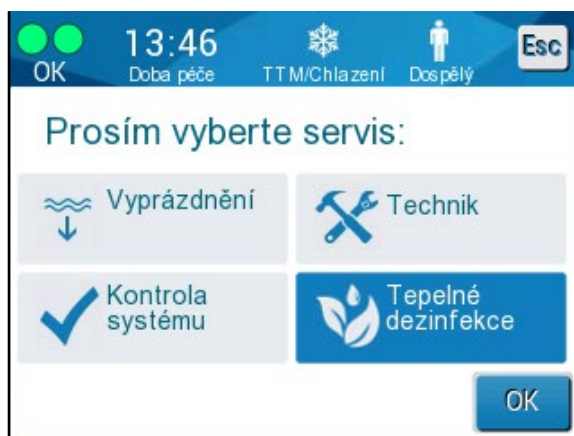 13:46
Esc
OK
Doba péče
TTM/Chlazení
Dospělý
Prosím vyberte servis:
Vyprázdnění
Technik
Kontrola
systému
Tepelné
dezinfekce
OK